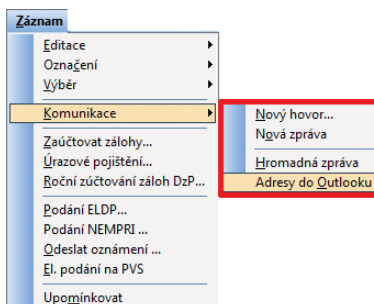 Záznam
Editace
Označení
Výběr
Komunikace
Zaúčtovat zálohy...
Úrazové pojištění...
Roční zúčtování záloh DzP...
Podání ELDP...
Podání NEMPRI ...
Odeslat oznámení ...
El. podání na PVS
Upomínkovat
Nový hovor...
Nová zpráva
Hromadná zpráva
Adresy do Outlooku